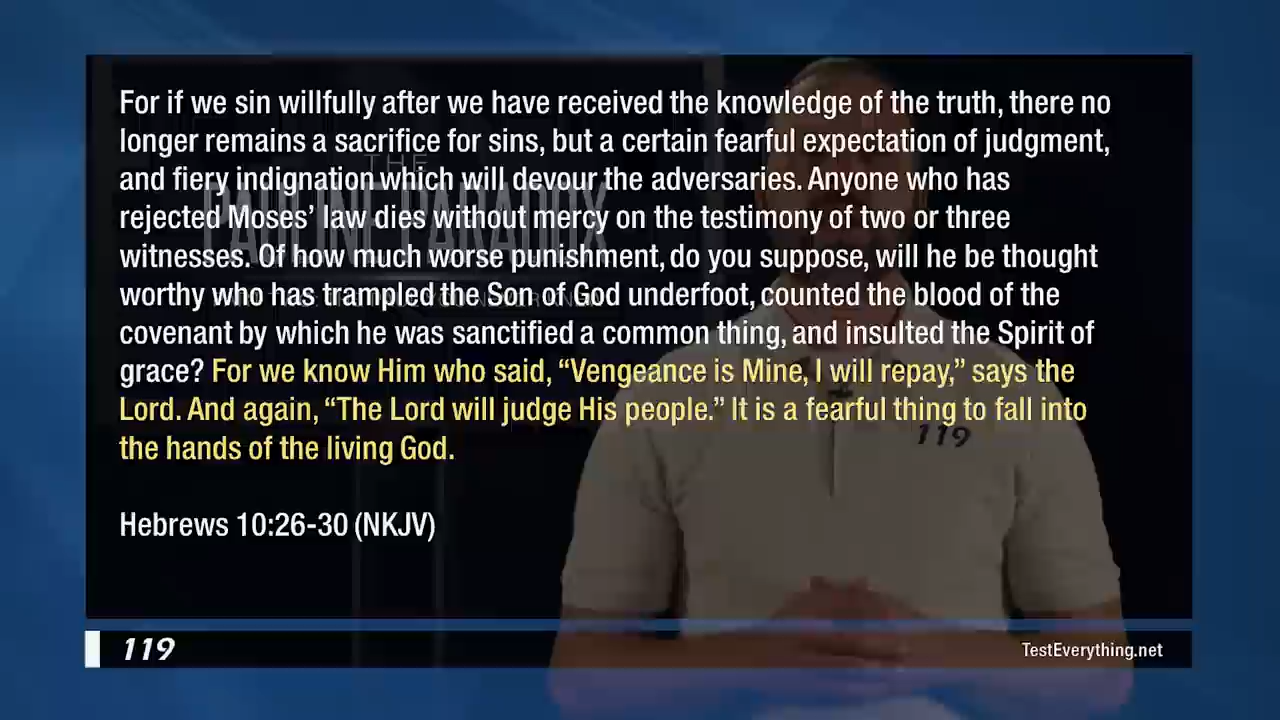 For if we sin willfully after we have received the knowledge of the truth, there no
longer remains a sacrifice for sins, but a certain fearful expectation of judgment,
and fiery indignation which will devour the adversaries. Anyone who has
rejected Moses’ law dies without mercy on the testimony of two or three
witnesses. Of how much worse punishment, do you suppose, will he be thought
worthy who has trampled the Son of God underfoot, counted the blood of the
covenant by which he was sanctified a common thing, and insulted the Spirit of
grace? For we know Him who said, “Vengeance is Mine, I will repay,” says the
Lord. And again, “The Lord will judge His people.” It is a fearful thing to fall into
the hands of the living God.
Hebrews 10:26-30 (NKJV)
THE
PAULINE PARADOX
119
119
TestEverything.net